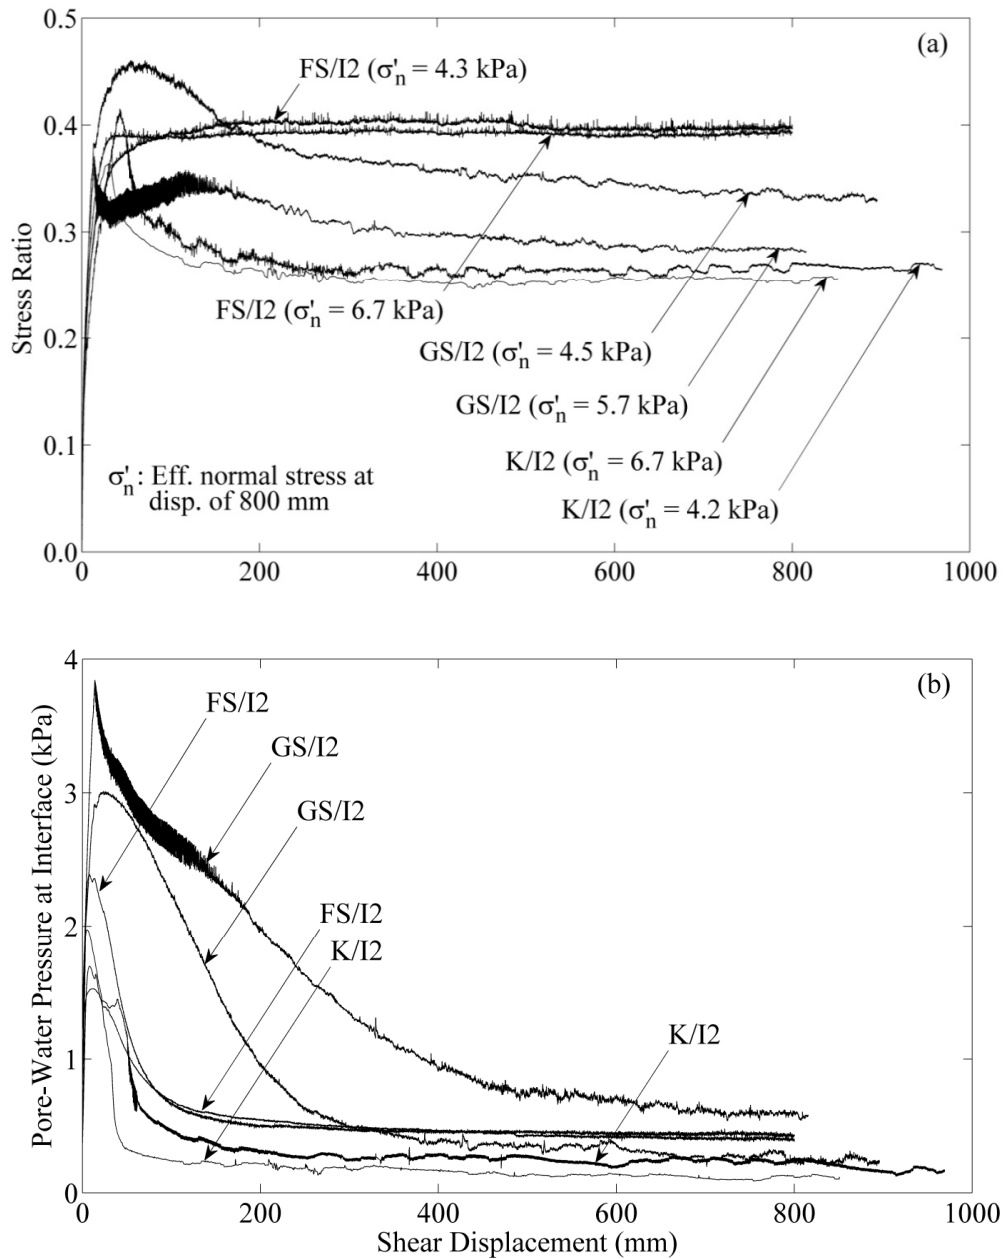 (a)
0.5
0.4
0.3
0.2
0.1
0.0
Stress Ratio
FS/I2 (σ'n = 4.3 kPa)
FS/I2 (σ'n = 6.7 kPa)
GS/I2 (σ'n = 4.5 kPa)
GS/I2 (σ'n = 5.7 kPa)
K/I2 (σ'n = 6.7 kPa)
K/I2 (σ'n = 4.2 kPa)
σ'n : Eff. normal stress at
disp. of 800 mm
0 200 400 600 800 1000
(b)
4
3
2
1
0
Pore-Water Pressure at Interface (kPa)
FS/I2
GS/I2
GS/I2
FS/I2
K/I2
K/I2
0 200 400 600 800 1000
Shear Displacement (mm)